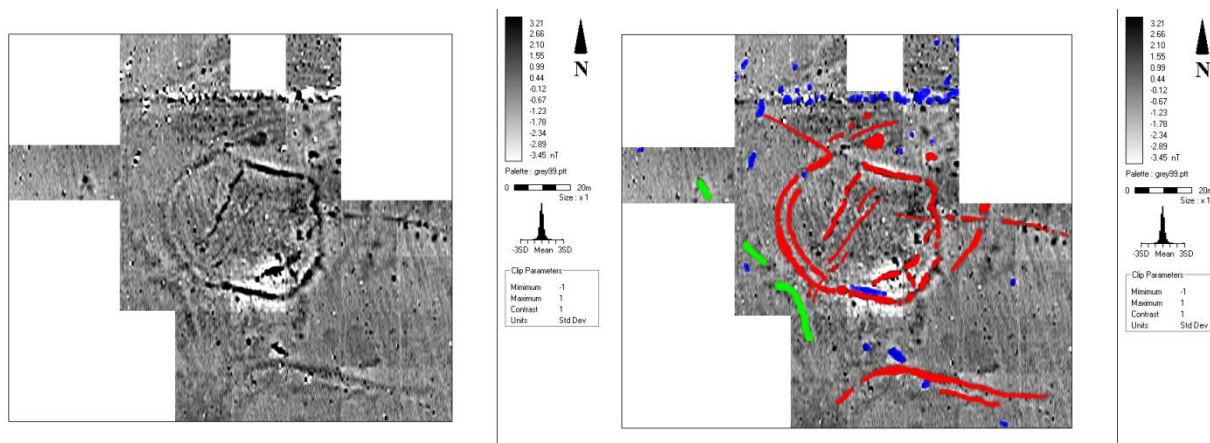 3.21
2.66
2.10
1.55
0.99
0.44
-0.12
-0.67
-1.23
-1.78
-2.34
-2.89
-3.45 nT
N
Palette : grey99.ptt
0 20m
Size : x 1
-3SD Mean 3SD
Clip Parameters
Minimum -1
Maximum 1
Contrast 1
Units Std Dev
3.21
2.66
2.10
1.55
0.99
0.44
-0.12
-0.67
-1.23
-1.78
-2.34
-2.89
-3.45 nT
N
Palette : grey99.ptt
0 20m
Size : x 1
-3SD Mean 3SD
Clip Parameters
Minimum -1
Maximum 1
Contrast 1
Units Std Dev